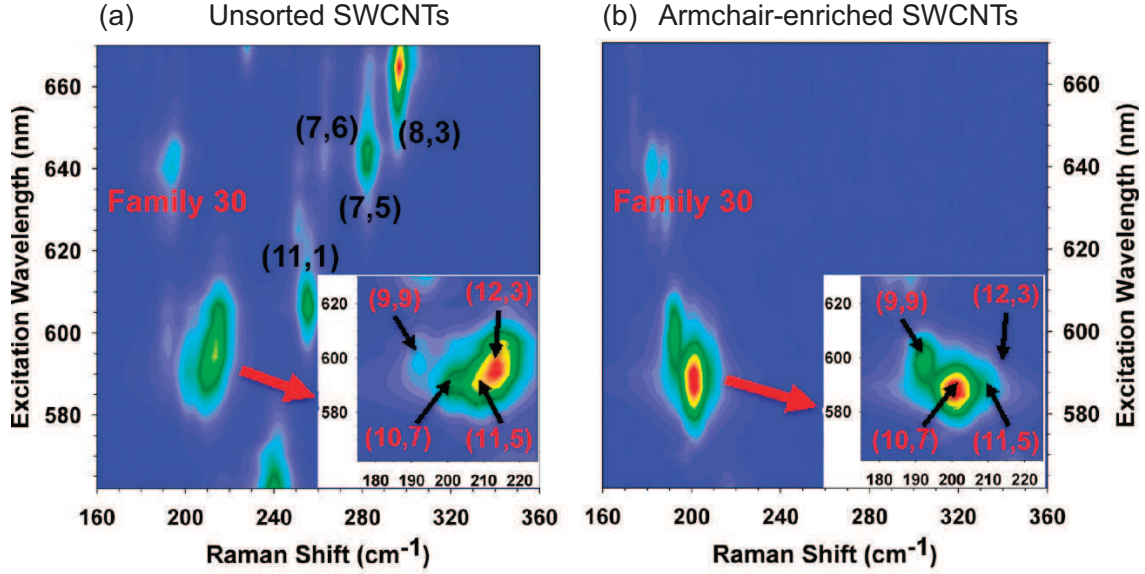 (a) Unsorted SWCNTs
Excitation Wavelength (nm)
660
640
620
600
580
160 200 240 280 320 360
Raman Shift (cm-1)
(7,6)
(8,3)
(7,5)
Family 30
(11,1)
(9,9)
(12,3)
(10,7)
(11,5)
620
600
580
180 190 200 210 220
(b) Armchair-enriched SWCNTs
660
640
620
600
580
Excitation Wavelength (nm)
160 200 240 280 320 360
Raman Shift (cm-1)
Family 30
(9,9)
(12,3)
(10,7)
(11,5)
620
600
580
180 190 200 210 220